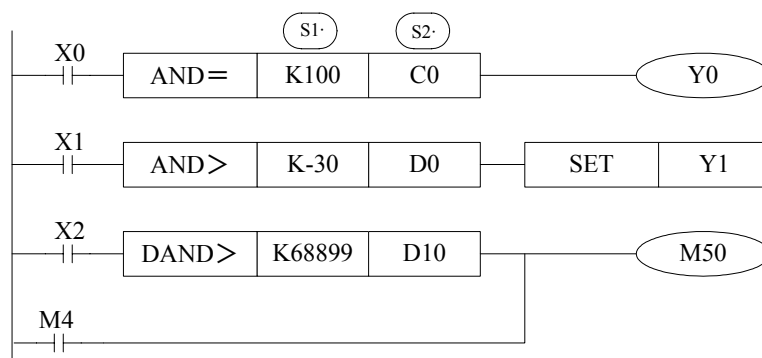 S1· S2·
X0
AND= K100 C0 Y0
X1
AND> K-30 D0 SET Y1
X2
DAND> K68899 D10 M50
M4